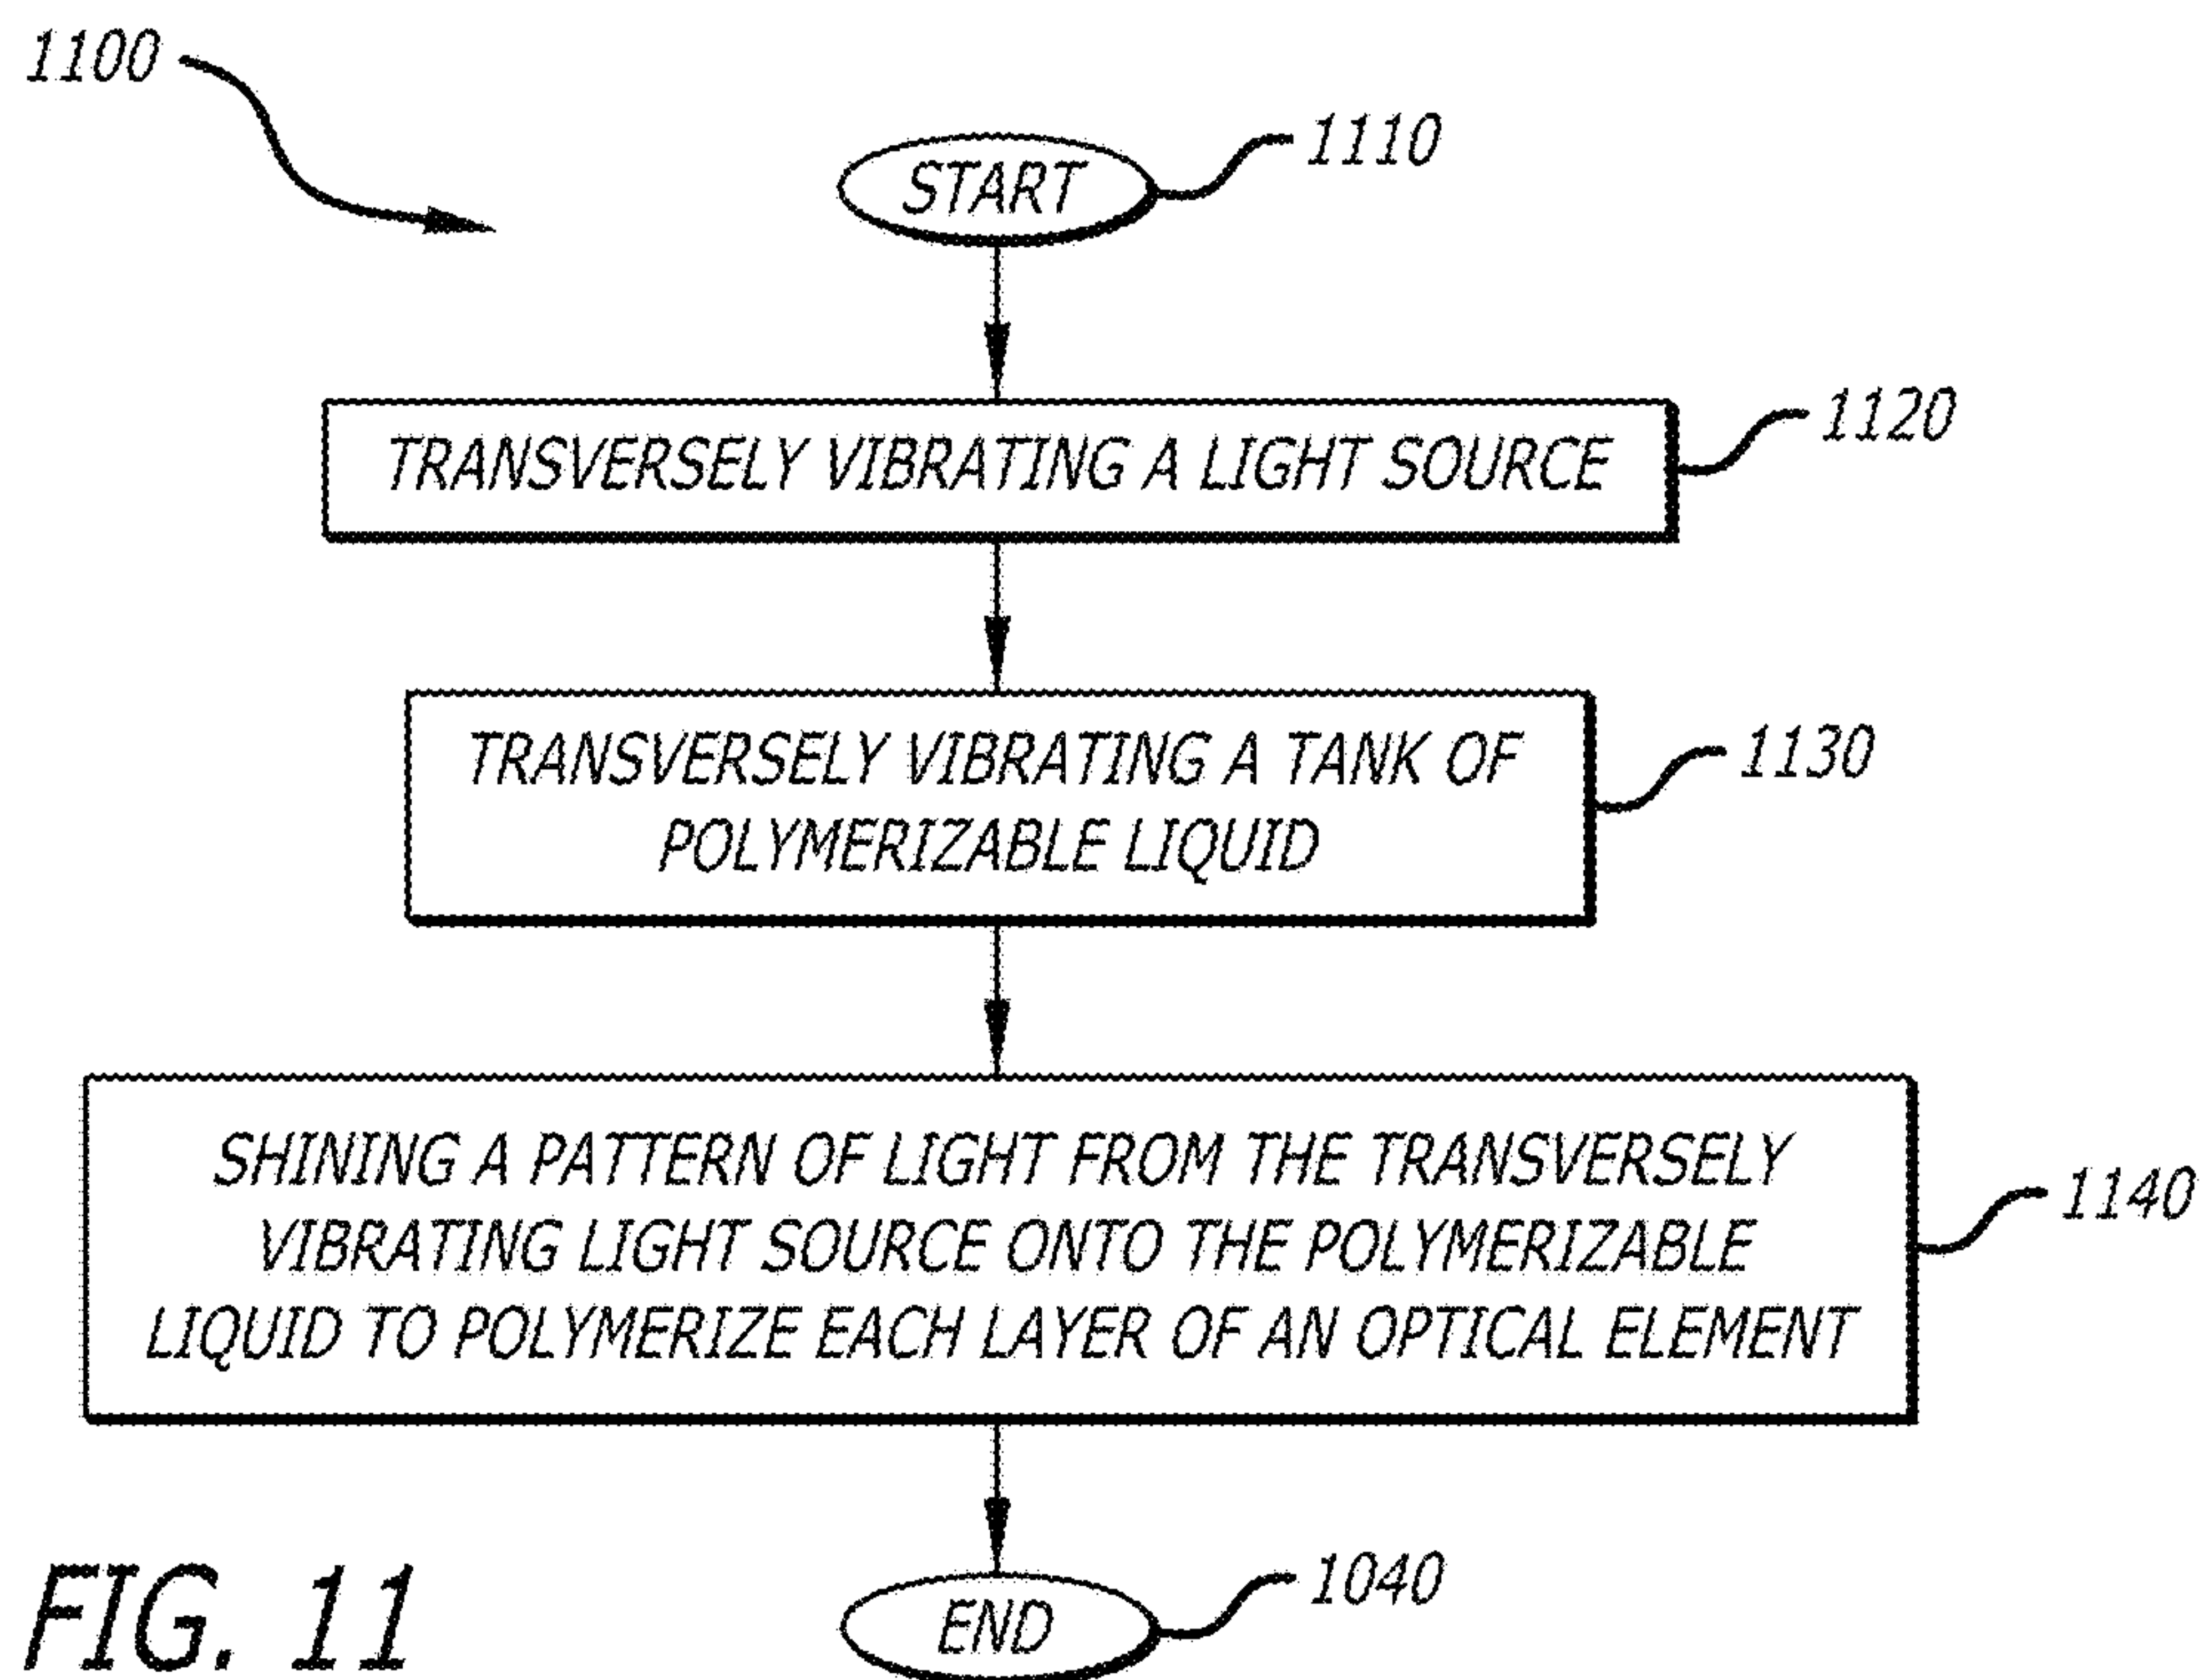 1100
START
1110
TRANSVERSELY VIBRATING A LIGHT SOURCE
1120
TRANSVERSELY VIBRATING A TANK OF
POLYMERIZABLE LIQUID
1130
SHINING A PATTERN OF LIGHT FROM THE TRANSVERSELY
VIBRATING LIGHT SOURCE ONTO THE POLYMERIZABLE
LIQUID TO POLYMERIZE EACH LAYER OF AN OPTICAL ELEMENT
1140
END
1040
FIG. 11